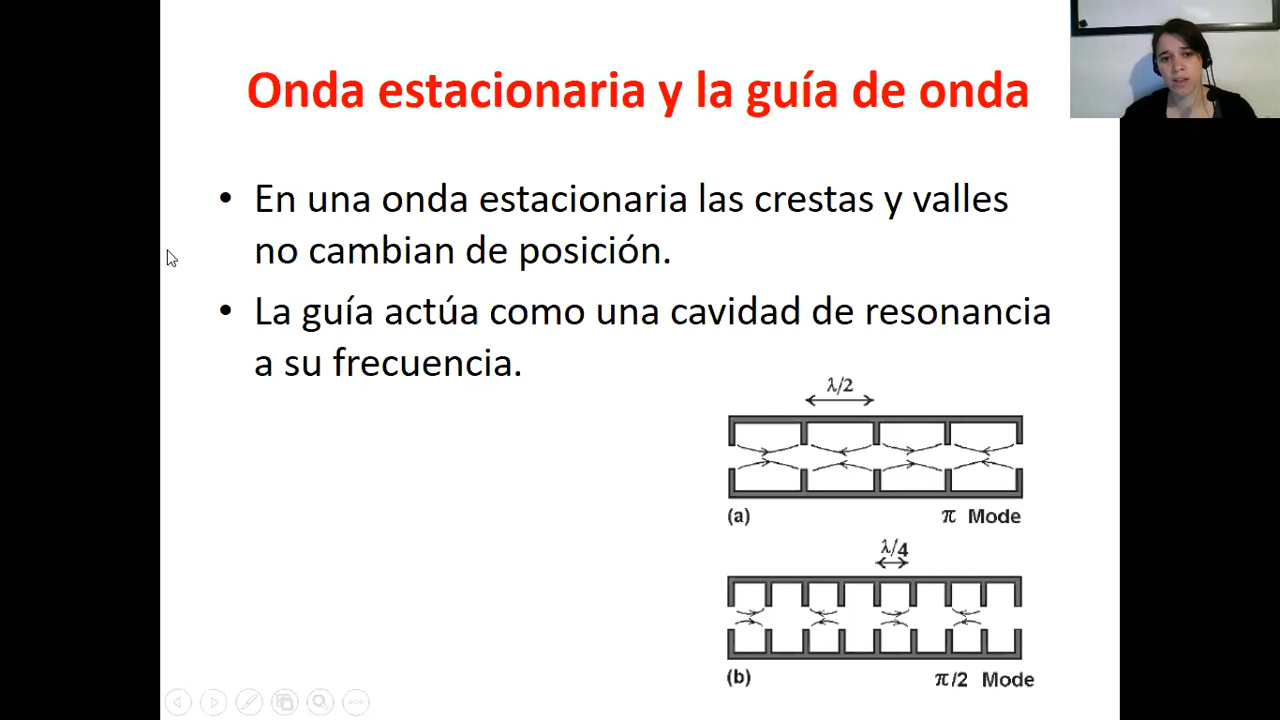 Onda estacionaria y la guía de onda
• En una onda estacionaria las crestas y valles
no cambian de posición.
• La guía actúa como una cavidad de resonancia
a su frecuencia.
λ/2
(a) π Mode
λ/4
(b) π/2 Mode